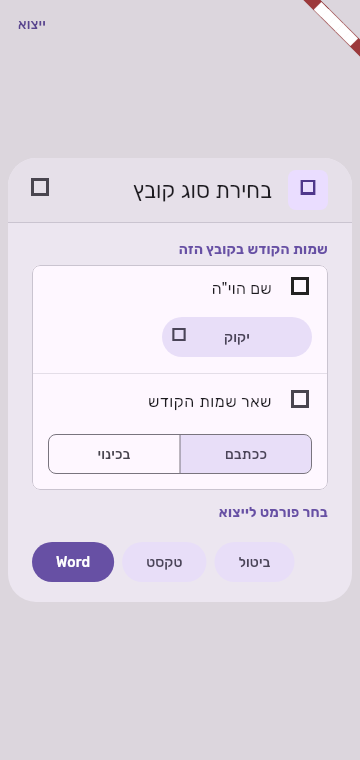 ייצוא
בחירת סוג קובץ
שמות הקודש בקובץ הזה
שם הוי"ה
יקוק
שאר שמות הקודש
ככתבם
בכינוי
בחר פורמט לייצוא
ביטול
טקסט
Word